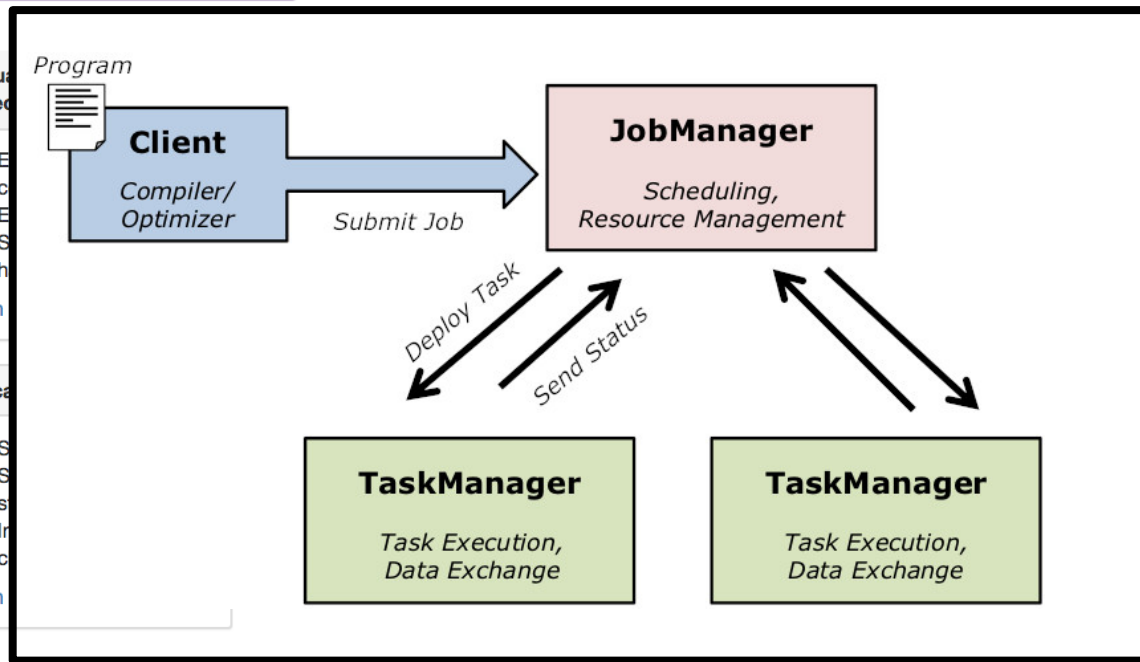 Program
Client
Compiler/
Optimizer
Submit Job
JobManager
Scheduling,
Resource Management
Deploy Task
Send Status
TaskManager
Task Execution,
Data Exchange
TaskManager
Task Execution,
Data Exchange